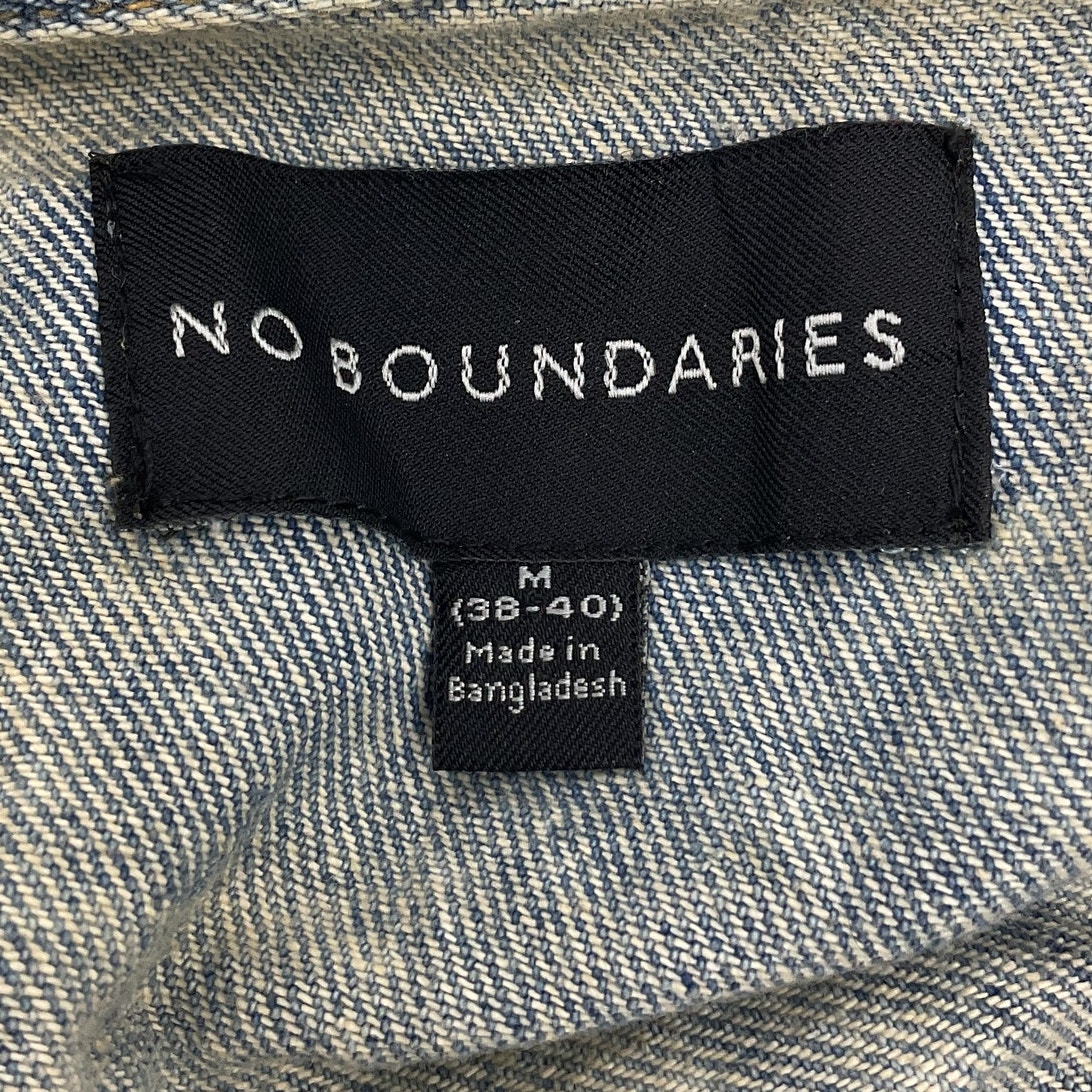 NO BOUNDARIES
M
(38-40)
Made in
Bangladesh